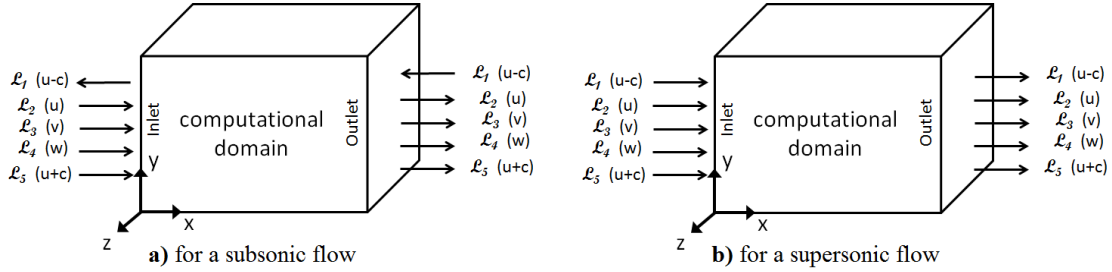 ℒ₁ (u-c)
ℒ₂ (u)
ℒ₃ (v)
ℒ₄ (w)
ℒ₅ (u+c)
Inlet
computational
domain
Outlet
y
x
z
ℒ₁ (u-c)
ℒ₂ (u)
ℒ₃ (v)
ℒ₄ (w)
ℒ₅ (u+c)
a) for a subsonic flow
ℒ₁ (u-c)
ℒ₂ (u)
ℒ₃ (v)
ℒ₄ (w)
ℒ₅ (u+c)
Inlet
computational
domain
Outlet
y
x
z
ℒ₁ (u-c)
ℒ₂ (u)
ℒ₃ (v)
ℒ₄ (w)
ℒ₅ (u+c)
b) for a supersonic flow